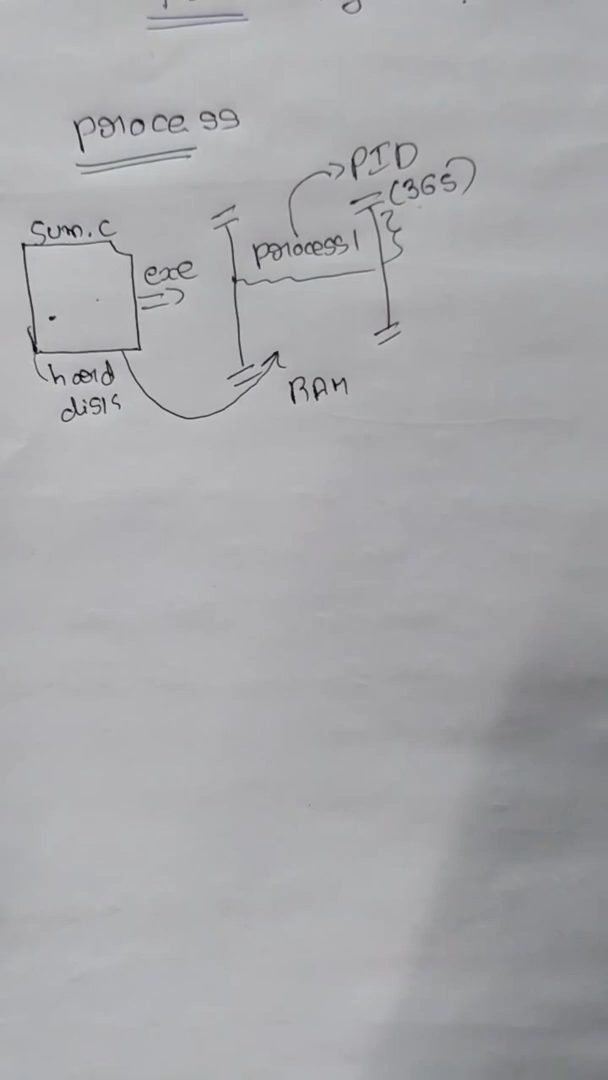 process
PID
(365)
sum.c
exe
process1
hard
disk
RAM